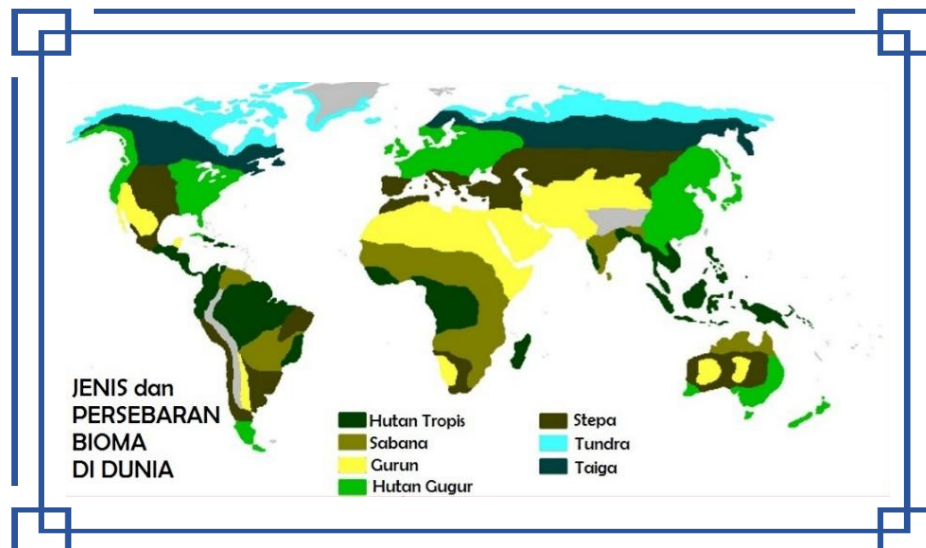 JENIS dan
PERSEBARAN
BIOMA
DI DUNIA
Hutan Tropis
Sabana
Gurun
Hutan Gugur
Stepa
Tundra
Taiga